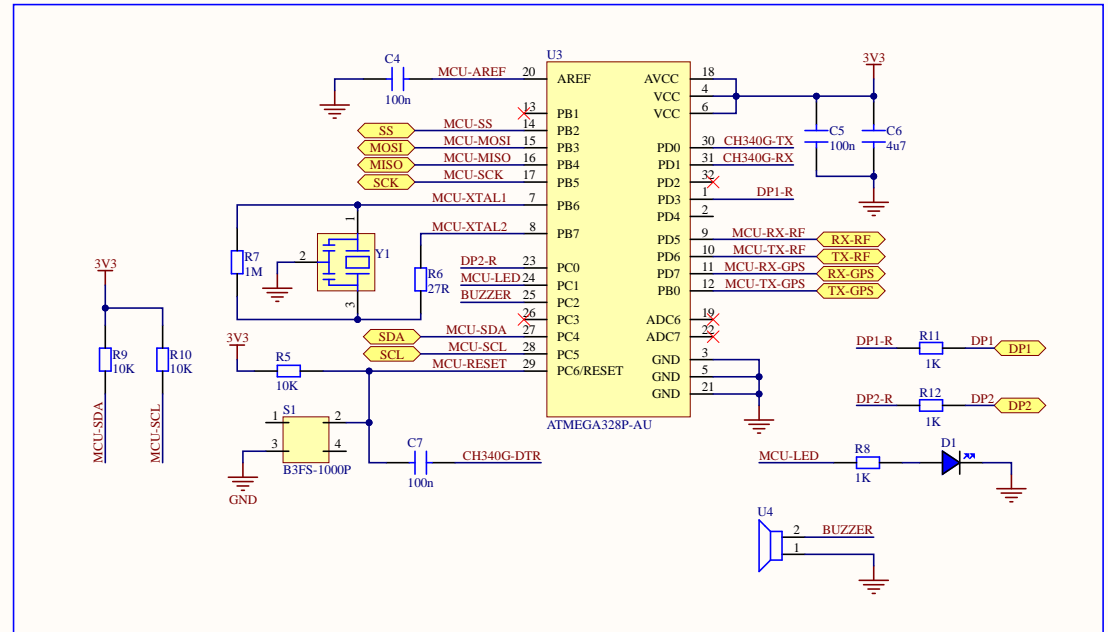 U3
C4
MCU-AREF 20 AREF
100n
13 PB1
SS MCU-SS 14 PB2
MOSI MCU-MOSI 15 PB3
MISO MCU-MISO 16 PB4
SCK MCU-SCK 17 PB5
MCU-XTAL1 7 PB6
MCU-XTAL2 8 PB7
DP2-R 23 PC0
MCU-LED 24 PC1
BUZZER 25 PC2
26 PC3
SDA MCU-SDA 27 PC4
SCL MCU-SCL 28 PC5
MCU-RESET 29 PC6/RESET
AVCC 18
VCC 4
VCC 6
PD0 30 CH340G-TX
PD1 31 CH340G-RX
PD2 32
PD3 1 DP1-R
PD4 2
PD5 9 MCU-RX-RF RX-RF
PD6 10 MCU-TX-RF TX-RF
PD7 11 MCU-RX-GPS RX-GPS
PB0 12 MCU-TX-GPS TX-GPS
ADC6 19
ADC7 22
GND 3
GND 5
GND 21
ATMEGA328P-AU
3V3
C5
100n
C6
4u7
R7
1M
1
2
3
Y1
R6
27R
3V3
R9
10K
R10
10K
MCU-SDA
MCU-SCL
3V3
R5
10K
S1
1 2
3 4
B3FS-1000P
GND
C7
100n
CH340G-DTR
DP1-R R11 DP1 DP1
1K
DP2-R R12 DP2 DP2
1K
MCU-LED R8 D1
1K
U4
2 BUZZER
1